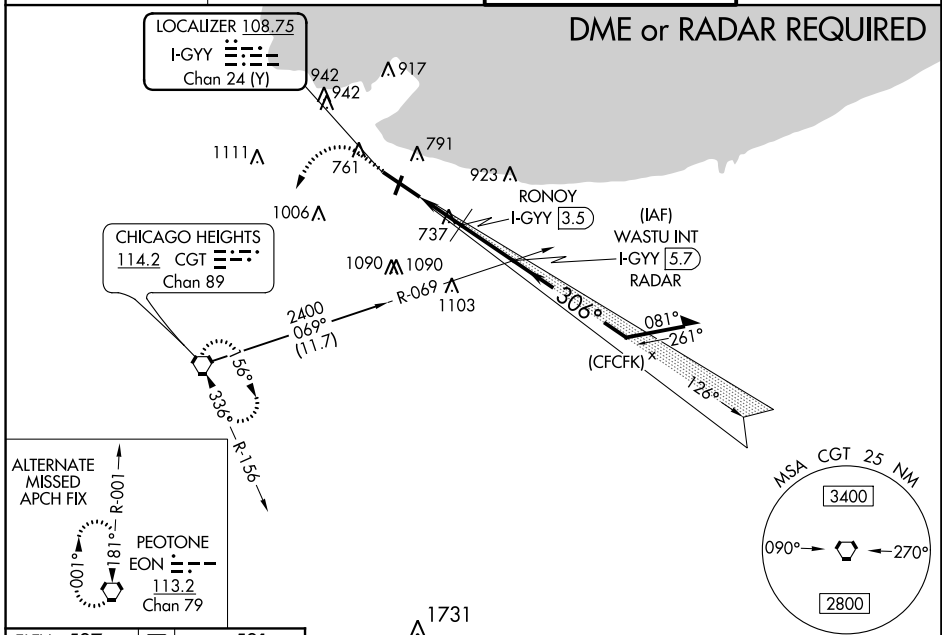 DME or RADAR REQUIRED
LOCALIZER 108.75
I-GYY
Chan 24 (Y)
942
942
917
1111
761
791
923
1006
737
RONOY
I-GYY 3.5
(IAF)
WASTU INT
I-GYY 5.7
RADAR
CHICAGO HEIGHTS
114.2 CGT
Chan 89
1090
1090
R-069
1103
2400
069°
(11.7)
306°
081°
261°
(CFCFK)
x
126°
156°
336°
R-156
ALTERNATE
MISSED
APCH FIX
R-001
181°
001°
PEOTONE
EON
113.2
Chan 79
MSA CGT 25 NM
3400
090°
270°
2800
1731